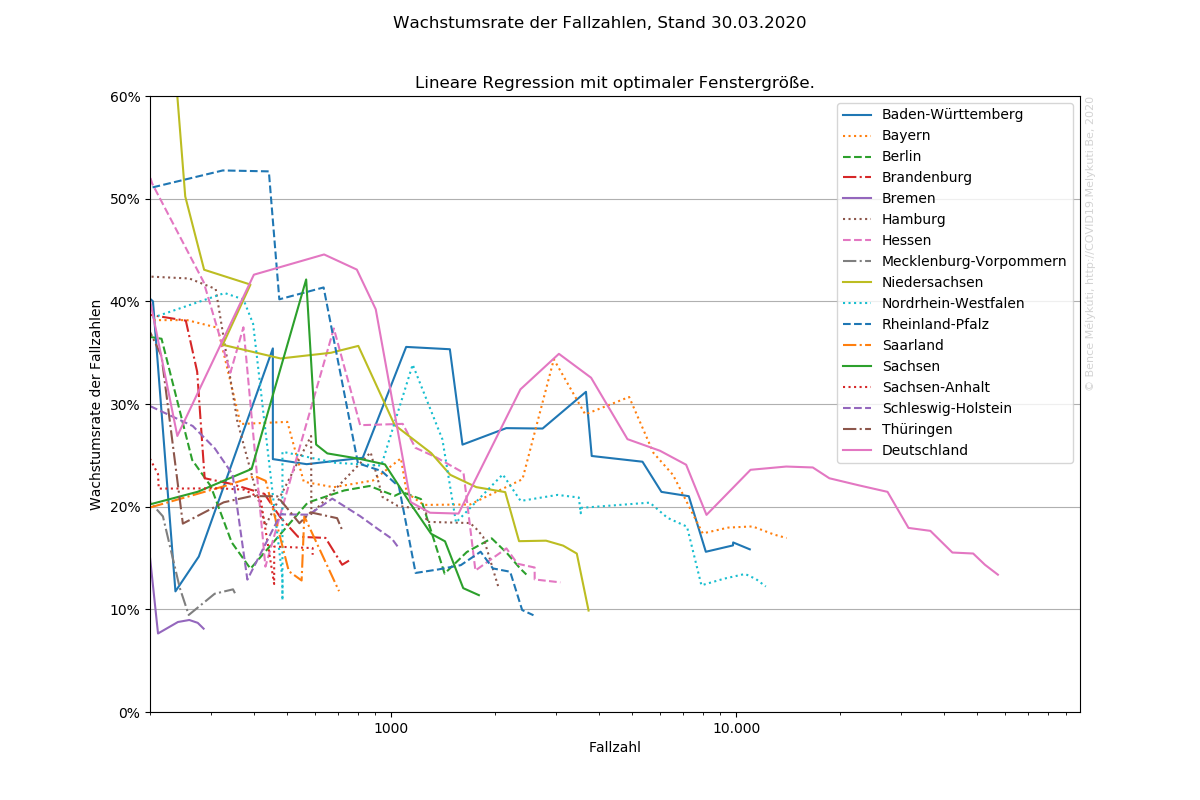 Wachstumsrate der Fallzahlen, Stand 30.03.2020
Lineare Regression mit optimaler Fenstergröße.
60%
50%
40%
30%
20%
10%
0%
Wachstumsrate der Fallzahlen
1000
10.000
Fallzahl
Baden-Württemberg
Bayern
Berlin
Brandenburg
Bremen
Hamburg
Hessen
Mecklenburg-Vorpommern
Niedersachsen
Nordrhein-Westfalen
Rheinland-Pfalz
Saarland
Sachsen
Sachsen-Anhalt
Schleswig-Holstein
Thüringen
Deutschland
© Bence Mélykúti, http://COVID19.Melykuti.Be, 2020